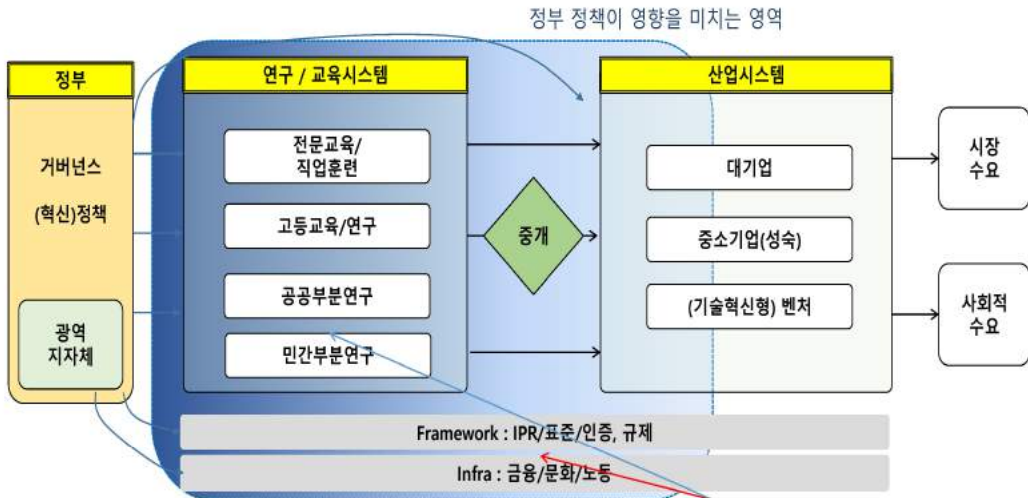 정부 정책이 영향을 미치는 영역
정부
거버넌스
(혁신)정책
광역
지자체
연구 / 교육시스템
전문교육/
직업훈련
고등교육/연구
공공부분연구
민간부분연구
중개
산업시스템
대기업
중소기업(성숙)
(기술혁신형) 벤처
시장
수요
사회적
수요
Framework : IPR/표준/인증, 규제
Infra : 금융/문화/노동